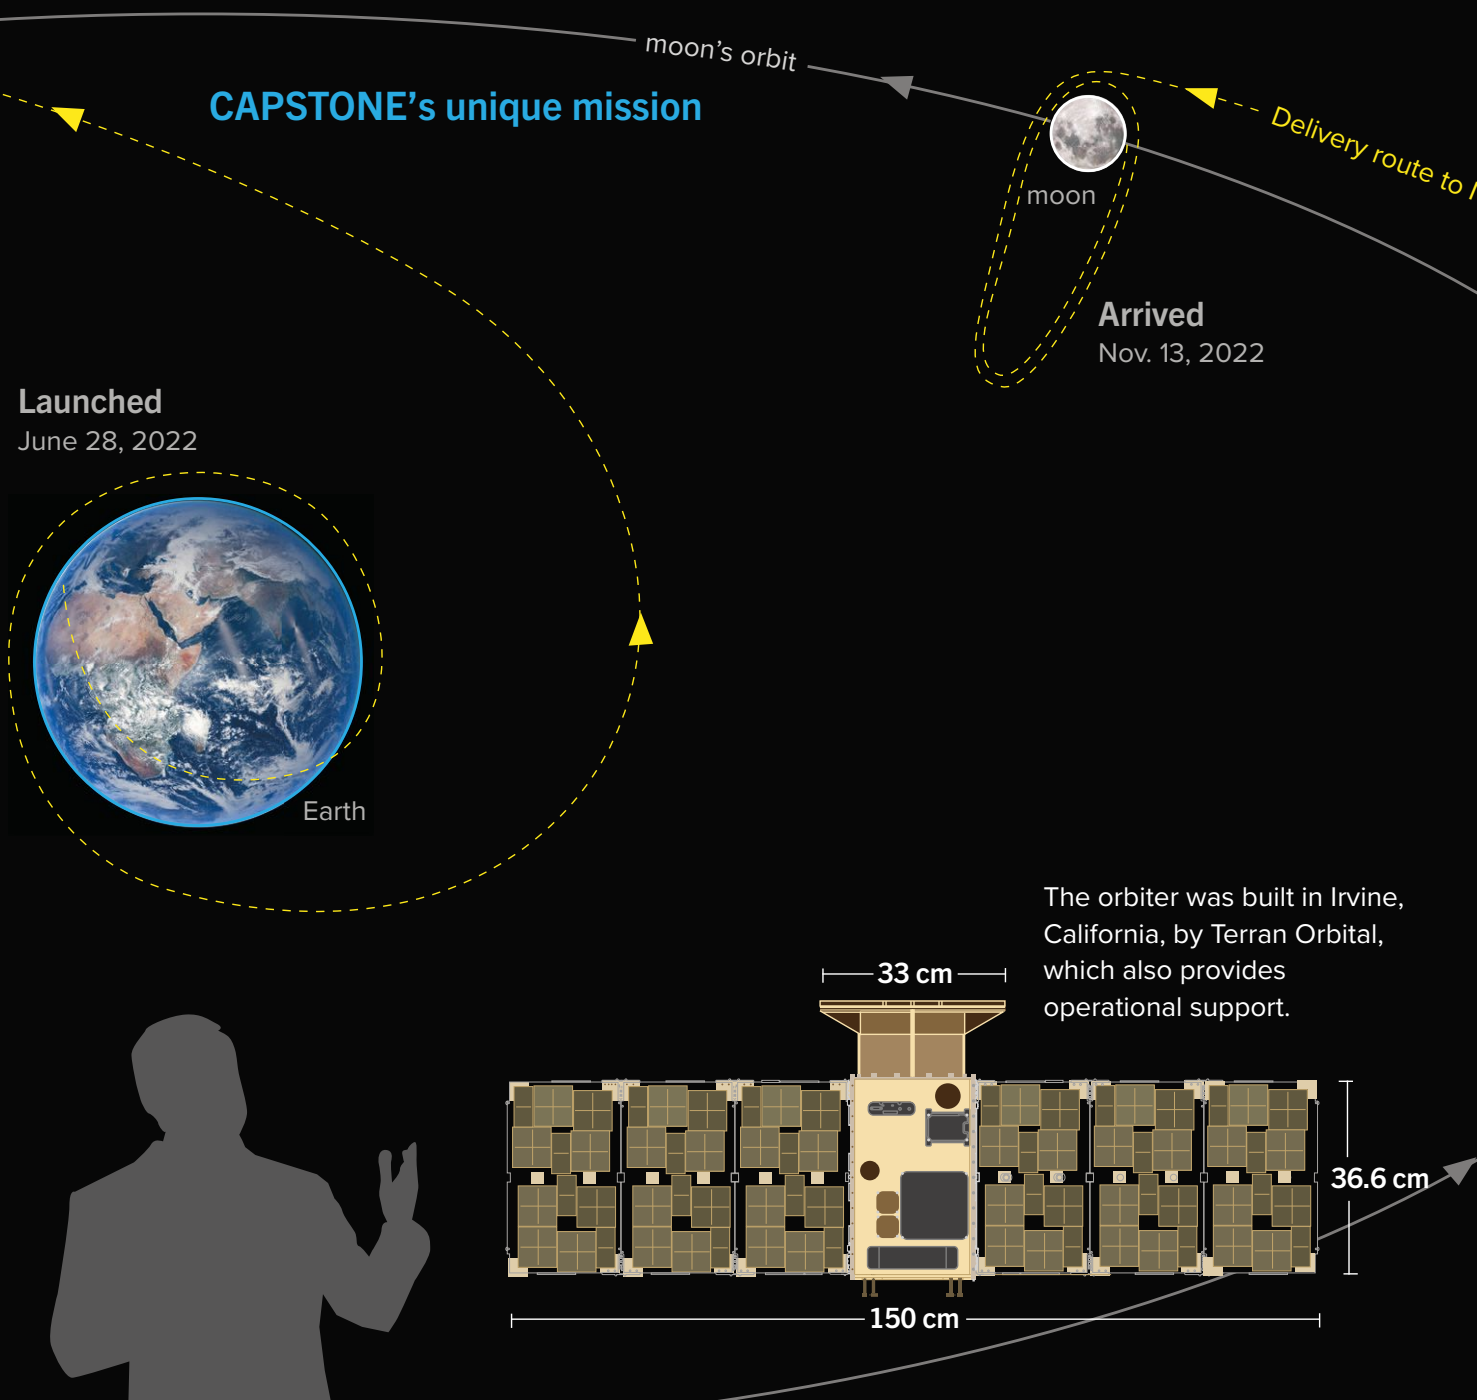 moon’s orbit
CAPSTONE’s unique mission
Delivery route to
moon
Arrived
Nov. 13, 2022
Launched
June 28, 2022
Earth
The orbiter was built in Irvine,
California, by Terran Orbital,
which also provides
operational support.
33 cm
36.6 cm
150 cm